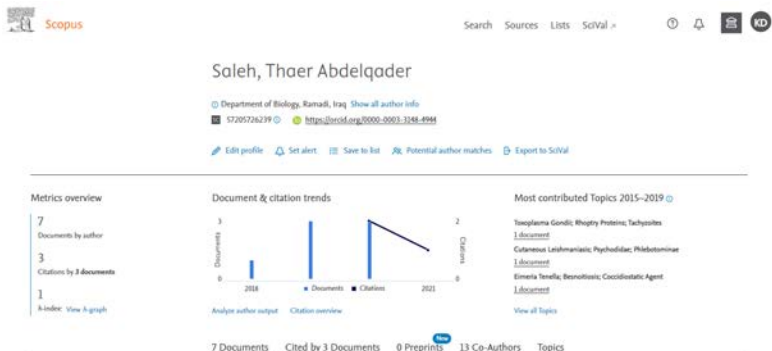 Scopus
Search Sources Lists SciVal
KD
Saleh, Thaer Abdelqader
Department of Biology, Ramadi, Iraq Show all author info
57205726239 https://orcid.org/0000-0003-3248-4944
Edit profile Set alert Save to list Potential author matches Export to SciVal
Metrics overview
7
Documents by author
3
Citations by 3 documents
1
h-index: View h-graph
Document & citation trends
3
0
Documents
2
0
Citations
2018
2021
Documents Citations
Analyze author output Citation overview
Most contributed Topics 2015–2019
Toxoplasma Gondii; Rhoptry Proteins; Tachyzoites
1 document
Cutaneous Leishmaniasis; Psychodidae; Phlebotominae
1 document
Eimeria Tenella; Besnoitiosis; Coccidiostatic Agent
1 document
View all Topics
New
7 Documents Cited by 3 Documents 0 Preprints 13 Co-Authors Topics